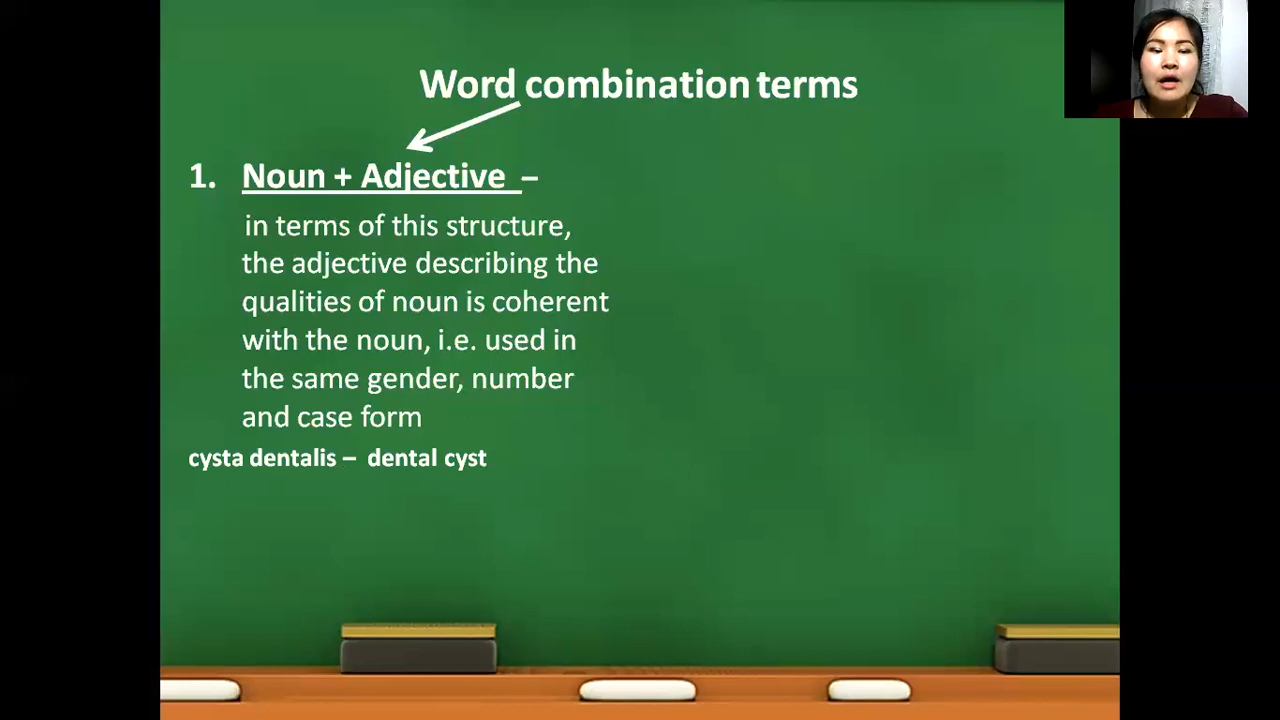 Word combination terms
1. Noun + Adjective –
in terms of this structure,
the adjective describing the
qualities of noun is coherent
with the noun, i.e. used in
the same gender, number
and case form
cysta dentalis – dental cyst